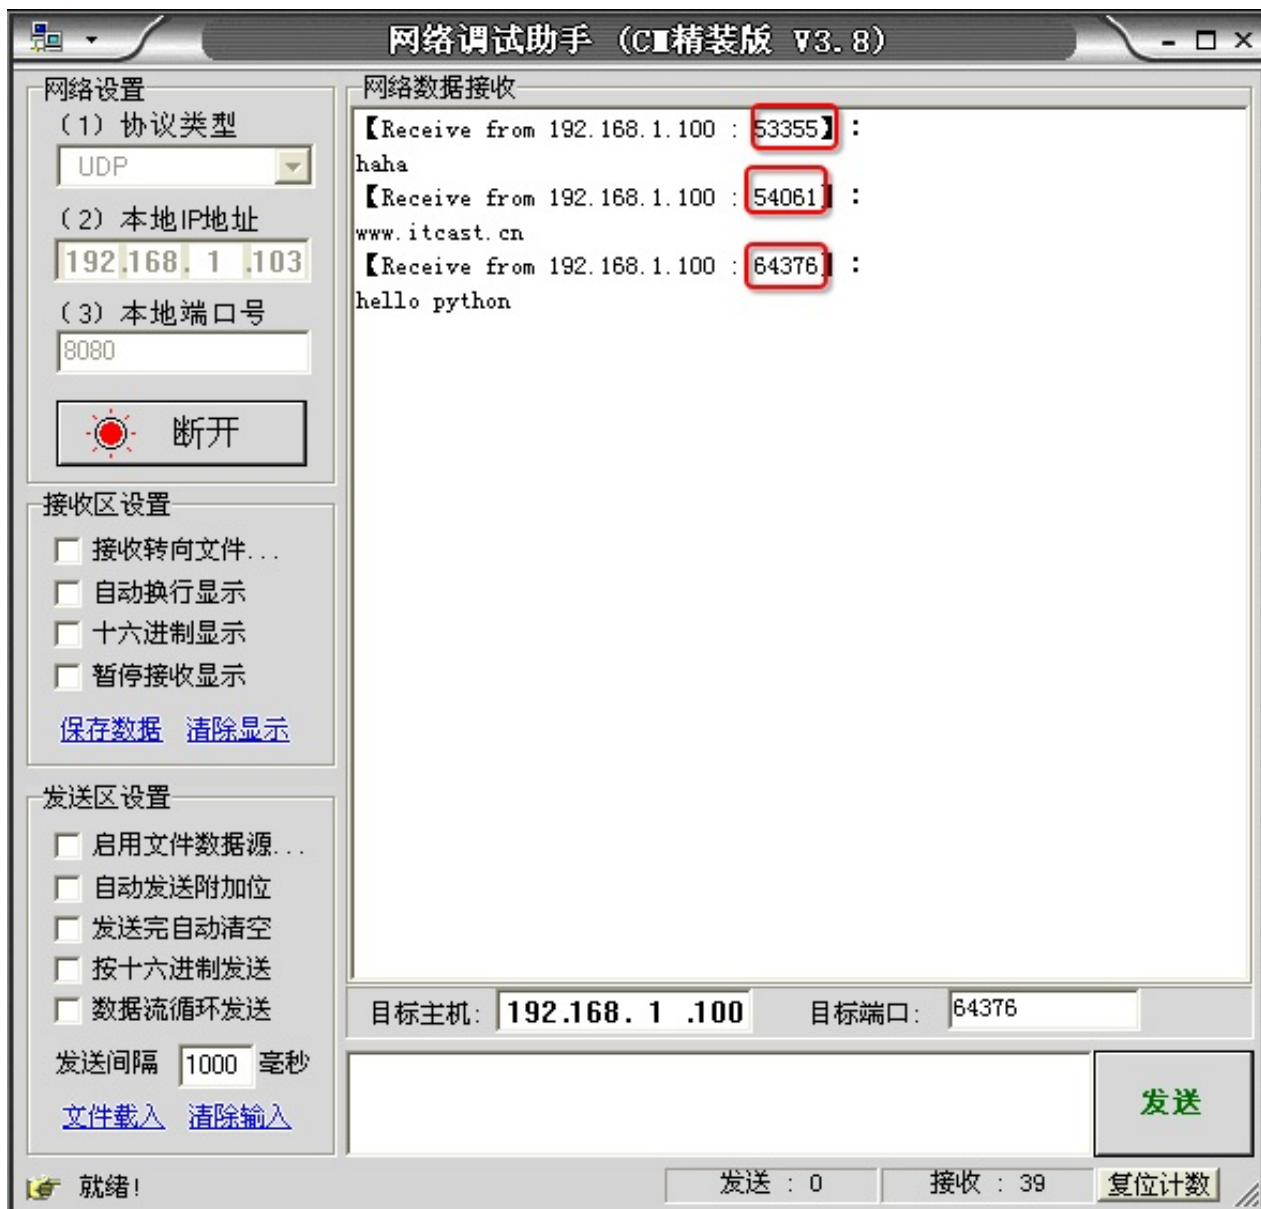 网络调试助手 (CM精装版 V3.8)
网络设置
(1) 协议类型
UDP
(2) 本地IP地址
192.168. 1 .103
(3) 本地端口号
8080
断开
接收区设置
接收转向文件...
自动换行显示
十六进制显示
暂停接收显示
保存数据 清除显示
发送区设置
启用文件数据源...
自动发送附加位
发送完自动清空
按十六进制发送
数据流循环发送
发送间隔 1000 毫秒
文件载入 清除输入
网络数据接收
【Receive from 192.168.1.100 : 53355】:
haha
【Receive from 192.168.1.100 : 54061】:
www.itcast.cn
【Receive from 192.168.1.100 : 64376】:
hello python
目标主机: 192.168. 1 .100 目标端口: 64376
发送
就绪! 发送 : 0 接收 : 39 复位计数